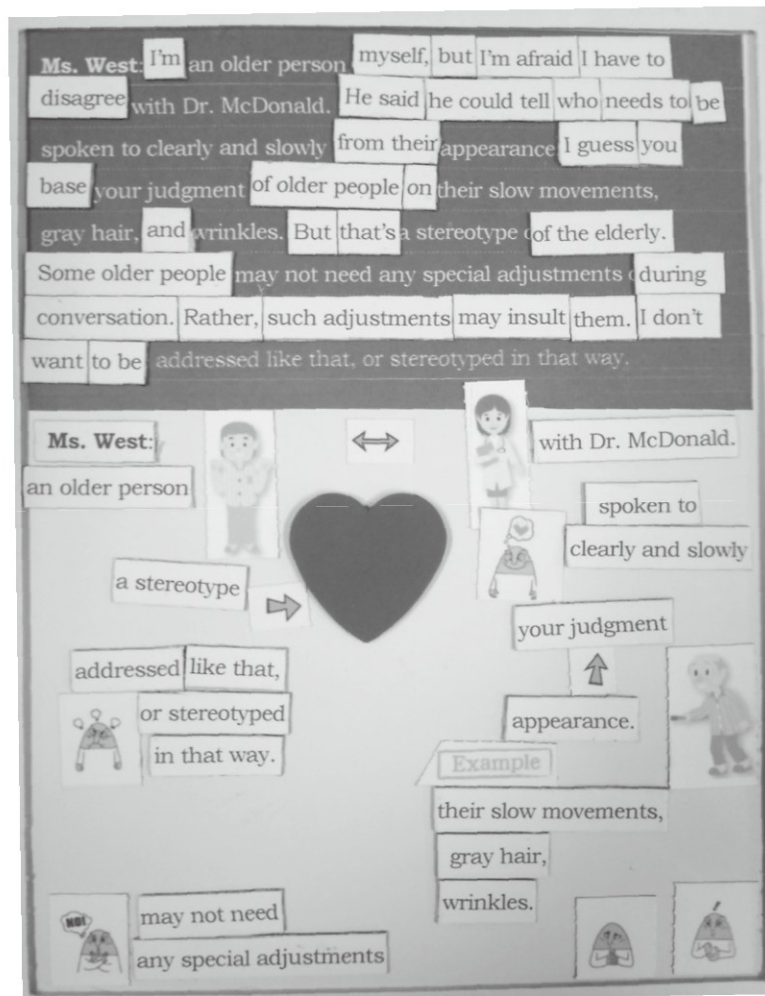 Ms. West: I'm an older person myself, but I'm afraid I have to
disagree with Dr. McDonald. He said he could tell who needs to be
spoken to clearly and slowly from their appearance I guess you
base your judgment of older people on their slow movements,
gray hair, and wrinkles. But that's a stereotype of the elderly.
Some older people may not need any special adjustments during
conversation. Rather, such adjustments may insult them. I don't
want to be addressed like that, or stereotyped in that way.
Ms. West:
with Dr. McDonald.
an older person
spoken to
clearly and slowly
a stereotype
your judgment
addressed like that,
or stereotyped
in that way.
appearance.
Example
their slow movements,
gray hair,
wrinkles.
NO!
may not need
any special adjustments